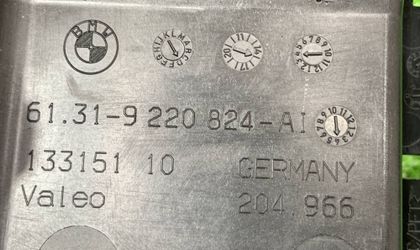 BMW
61.31-9 220 824-AI
133151 10 GERMANY
Valeo 204.966